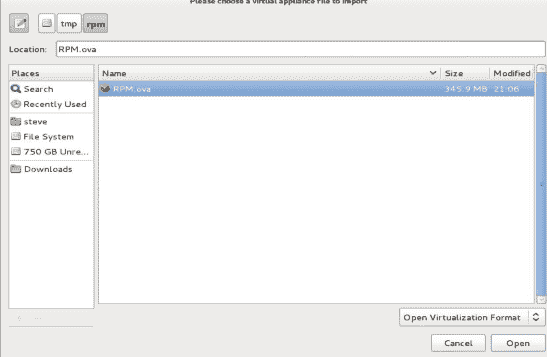 Please choose a virtual appliance file to import
tmp rpm
Location: RPM.ova
Places
Name Size Modified
Search
RPM.ova 345.9 MB 21:06
Recently Used
steve
File System
750 GB Unre...
Downloads
Open Virtualization Format
Cancel Open